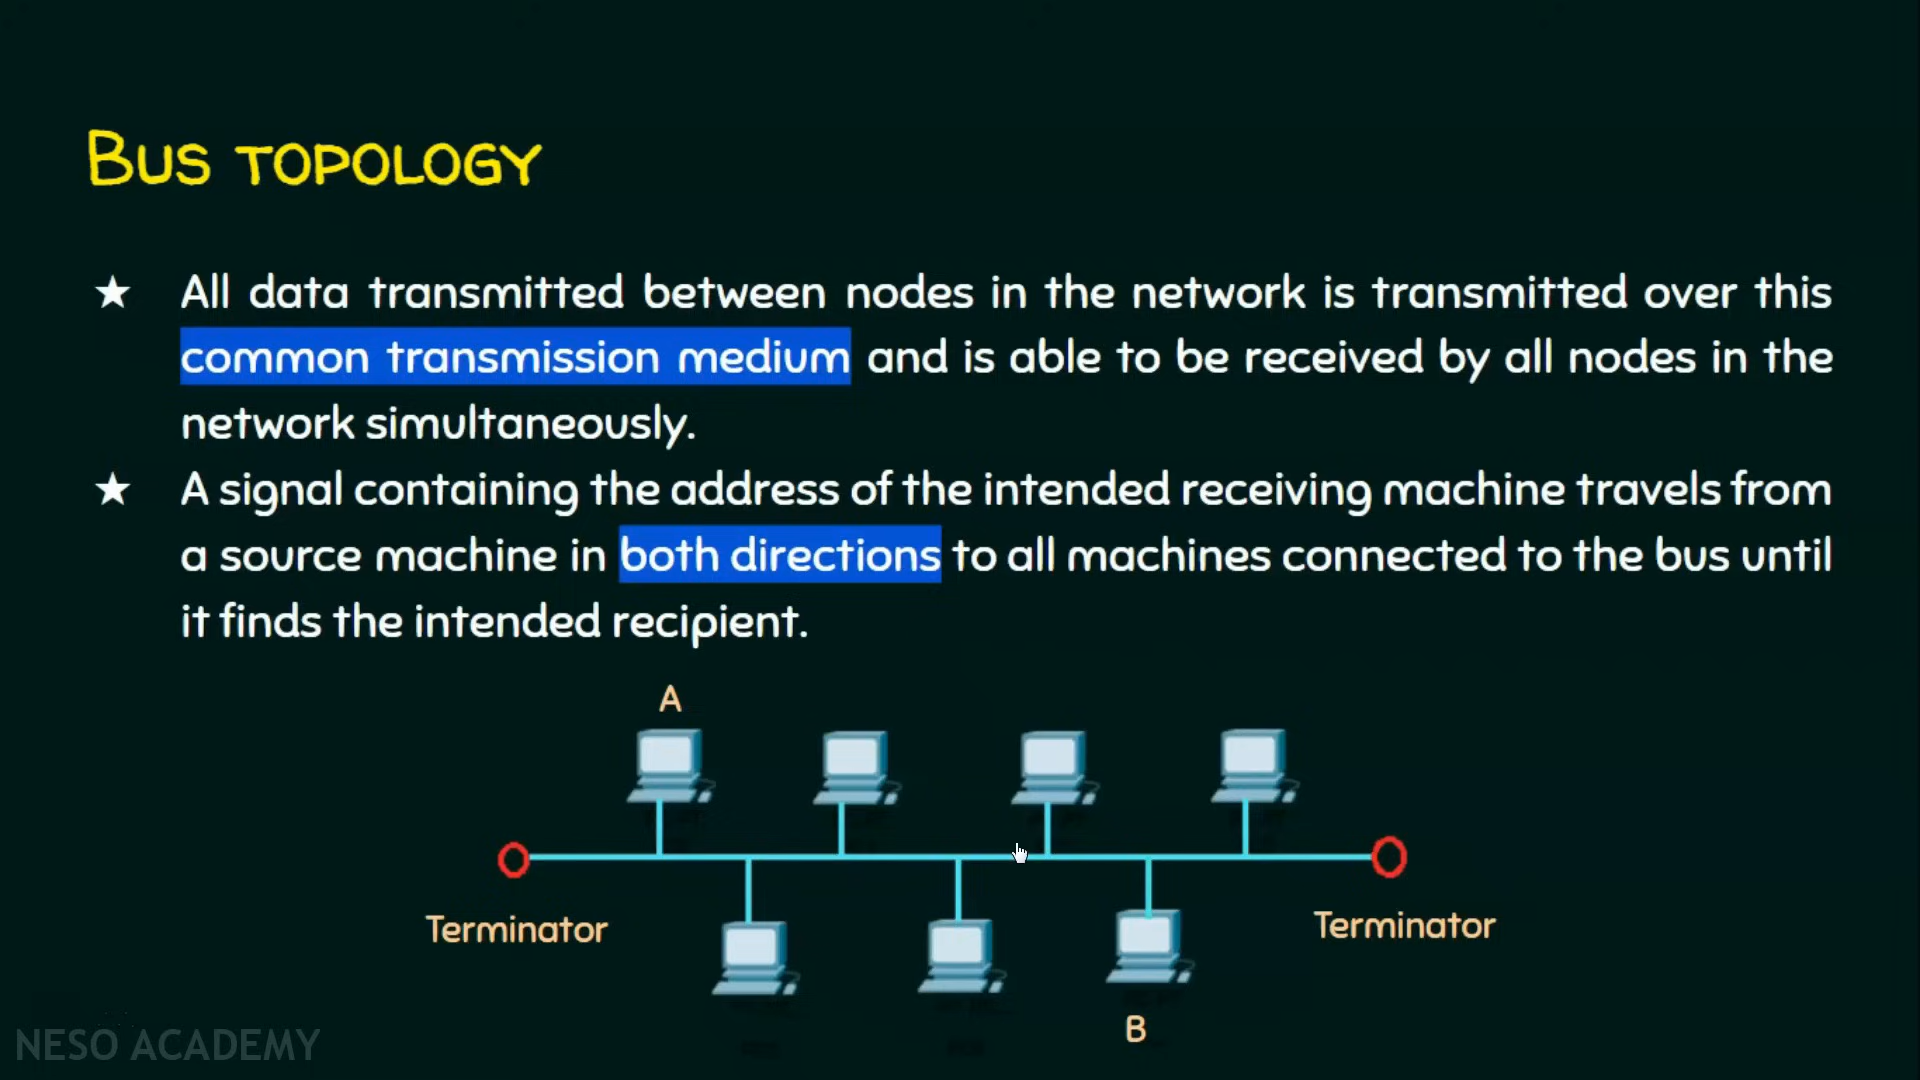 Bus topology
★ All data transmitted between nodes in the network is transmitted over this
common transmission medium and is able to be received by all nodes in the
network simultaneously.
★ A signal containing the address of the intended receiving machine travels from
a source machine in both directions to all machines connected to the bus until
it finds the intended recipient.
A
Terminator
Terminator
B
NESO ACADEMY